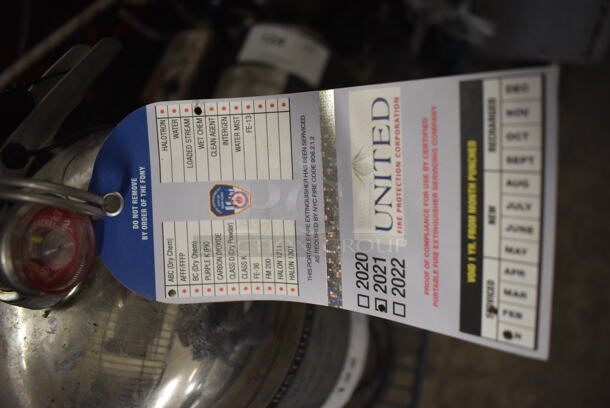 DO NOT REMOVE
BY ORDER OF THE FDNY
HALOTRON
WATER
LOADED STREAM
WET CHEM
CLEAN AGENT
INTERGEN
WATER MIST
FE-13
ABC (Dry Chem)
AFFF/FFFP
BC (Dry Chem)
PURPLE K (PK)
CARBON DIOXIDE
CLASS D (Dry Powder)
CLASS K
FE-36
FM 200
HALON 1211
HALON 1301
THIS PORTABLE FIRE EXTINGUISHER HAS BEEN SERVICED
AS REQUIRED BY NYC FIRE CODE 906.2.1.2
UNITED
FIRE PROTECTION CORPORATION
2020
2021
2022
PROOF OF COMPLIANCE FOR USE BY CERTIFIED
PORTABLE FIRE EXTINGUISHER SERVICING COMPANY
VOID 1 YR. FROM MONTH PUNCHED
SERVICED NEW RECHARGED
DEC
NOV
OCT
SEPT
AUG
JULY
JUNE
MAY
APR
MAR
FEB